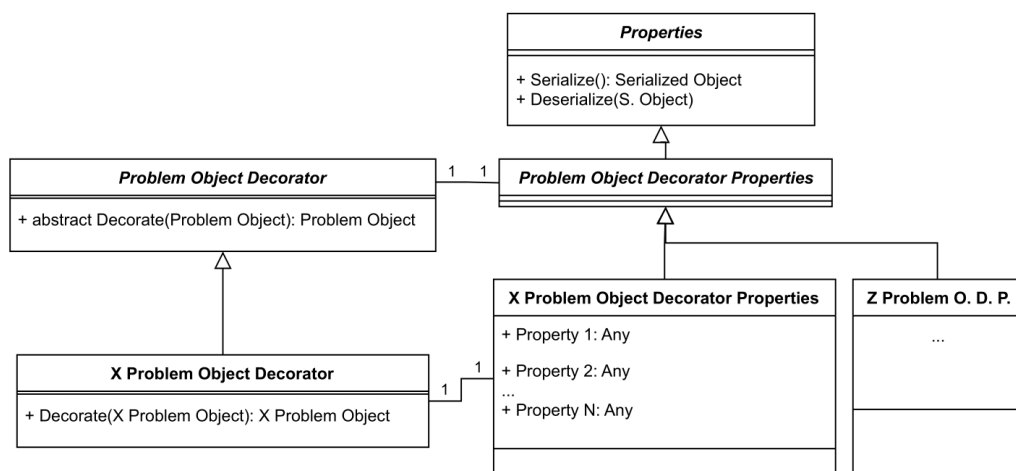 Properties
+ Serialize(): Serialized Object
+ Deserialize(S. Object)
Problem Object Decorator
+ abstract Decorate(Problem Object): Problem Object
1
1
Problem Object Decorator Properties
X Problem Object Decorator
+ Decorate(X Problem Object): X Problem Object
1
1
X Problem Object Decorator Properties
+ Property 1: Any
+ Property 2: Any
...
+ Property N: Any
Z Problem O. D. P.
...